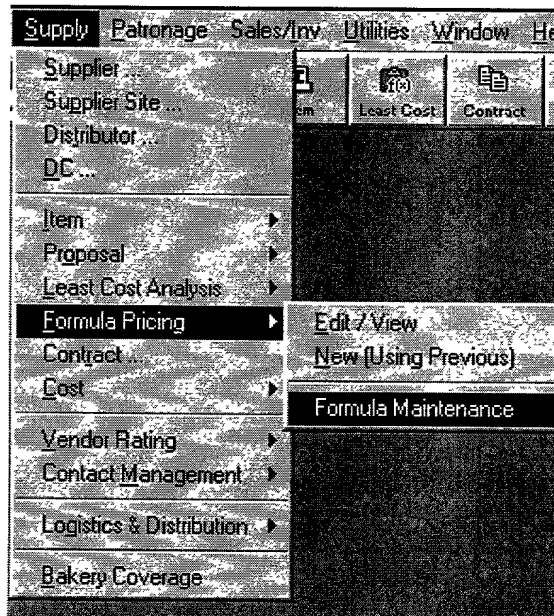 Supply Patronage Sales/Inv Utilities Window He
Supplier ...
Supplier Site ...
Distributor ...
DC ...
em Least Cost Contract
f(x)
Item
Proposal
Least Cost Analysis
Formula Pricing
Contract ...
Cost
Edit / View
New (Using Previous)
Formula Maintenance
Vendor Rating
Contact Management
Logistics & Distribution
Bakery Coverage